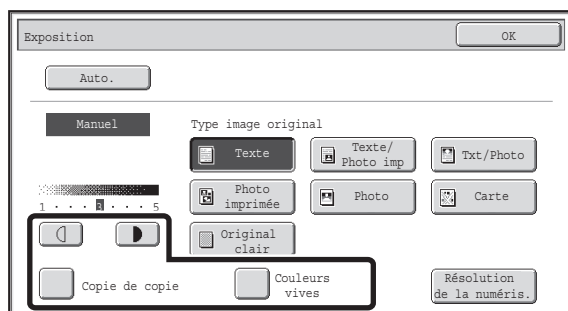 Exposition
OK
Auto.
Manuel
Type image original
Texte
Texte/
Photo imp
Txt/Photo
1 · · · 3 · · · 5
Photo
imprimée
Photo
Carte
Original
clair
Copie de copie
Couleurs
vives
Résolution
de la numéris.